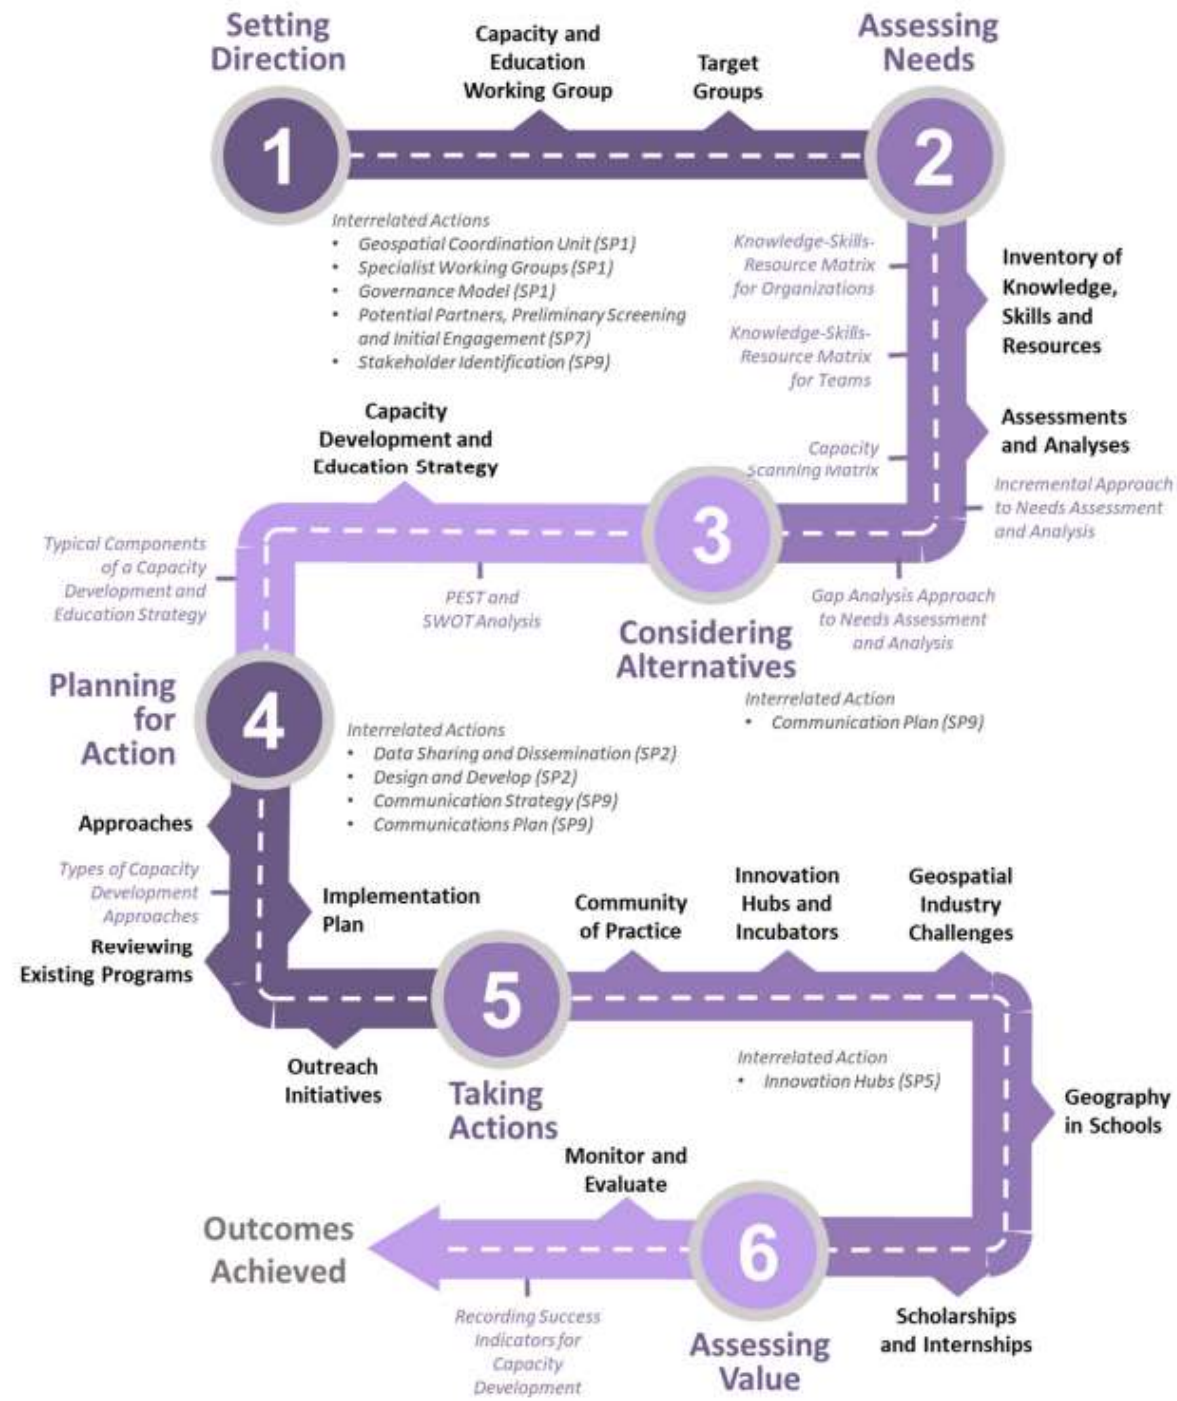 Setting
Direction
Capacity and
Education
Working Group
Target
Groups
Assessing
Needs
1
2
Interrelated Actions
• Geospatial Coordination Unit (SP1)
• Specialist Working Groups (SP1)
• Governance Model (SP1)
• Potential Partners, Preliminary Screening
and Initial Engagement (SP7)
• Stakeholder Identification (SP9)
Knowledge-Skills-
Resource Matrix
for Organizations
Knowledge-Skills-
Resource Matrix
for Teams
Capacity
Scanning Matrix
Inventory of
Knowledge,
Skills and
Resources
Assessments
and Analyses
Incremental Approach
to Needs Assessment
and Analysis
Gap Analysis Approach
to Needs Assessment
and Analysis
3
Considering
Alternatives
Interrelated Action
• Communication Plan (SP9)
Capacity
Development and
Education Strategy
PEST and
SWOT Analysis
Typical Components
of a Capacity
Development and
Education Strategy
Planning
for
Action
4
Interrelated Actions
• Data Sharing and Dissemination (SP2)
• Design and Develop (SP2)
• Communication Strategy (SP9)
• Communications Plan (SP9)
Approaches
Types of Capacity
Development
Approaches
Reviewing
Existing Programs
Implementation
Plan
Outreach
Initiatives
5
Taking
Actions
Community
of Practice
Innovation
Hubs and
Incubators
Geospatial
Industry
Challenges
Interrelated Action
• Innovation Hubs (SP5)
Geography
in Schools
Scholarships
and Internships
6
Assessing
Value
Monitor and
Evaluate
Recording Success
Indicators for
Capacity
Development
Outcomes
Achieved